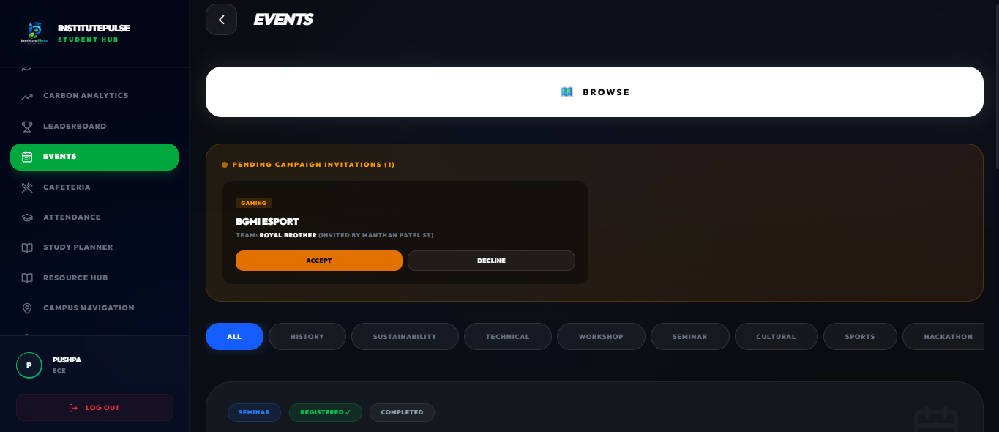 INSTITUTEPULSE
STUDENT HUB
InstitutePulse
CARBON ANALYTICS
LEADERBOARD
EVENTS
CAFETERIA
ATTENDANCE
STUDY PLANNER
RESOURCE HUB
CAMPUS NAVIGATION
P
PUSHPA
ECE
LOG OUT
EVENTS
BROWSE
PENDING CAMPAIGN INVITATIONS (1)
GAMING
BGMI ESPORT
TEAM: ROYAL BROTHER (INVITED BY MANTHAN PATEL ST)
ACCEPT DECLINE
ALL HISTORY SUSTAINABILITY TECHNICAL WORKSHOP SEMINAR CULTURAL SPORTS HACKATHON
SEMINAR REGISTERED ✓ COMPLETED